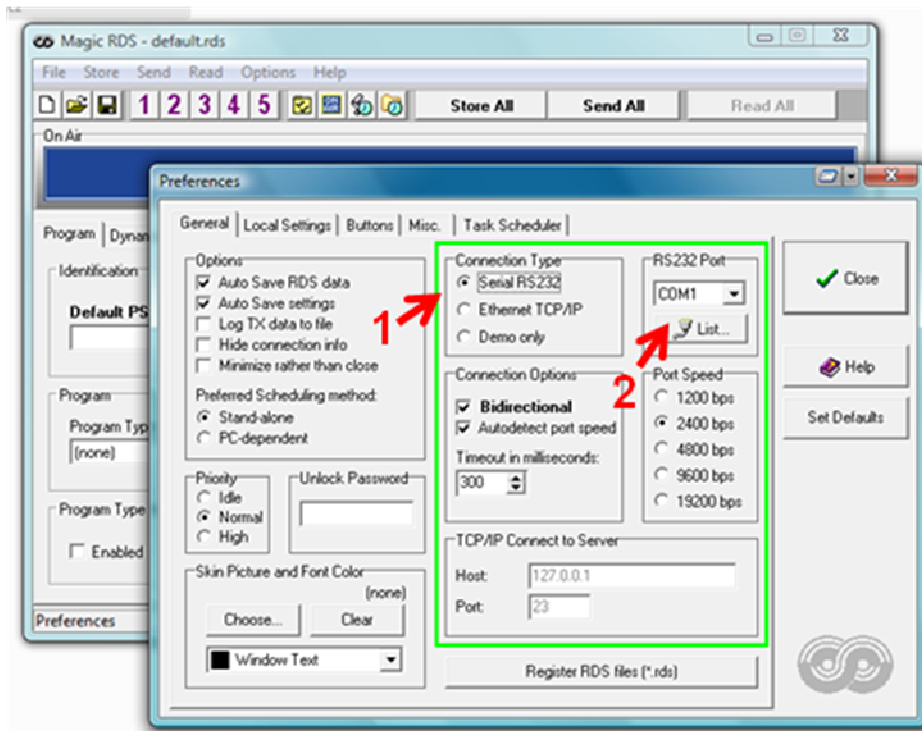 Magic RDS - default.rds
File Store Send Read Options Help
1 2 3 4 5 Store All Send All Read All
On Air
Preferences
Program Dynam
Identification
Default PS
Program
Program Typ
(none)
Program Type
Enabled
Preferences
General Local Settings Buttons Misc. Task Scheduler
Options
Auto Save RDS data
Auto Save settings
Log TX data to file
Hide connection info
Minimize rather than close
Preferred Scheduling method:
Stand-alone
PC-dependent
Priority
Idle
Normal
High
Unlock Password
Skin Picture and Font Color
(none)
Choose... Clear
Window Text
Connection Type
Serial RS232
Ethernet TCP/IP
Demo only
1
RS232 Port
COM1
List...
2
Connection Options
Bidirectional
Autodetect port speed
Timeout in milliseconds:
300
Port Speed
1200 bps
2400 bps
4800 bps
9600 bps
19200 bps
TCP/IP Connect to Server
Host: 127.0.0.1
Port: 23
Register RDS files (*.rds)
Close
Help
Set Defaults